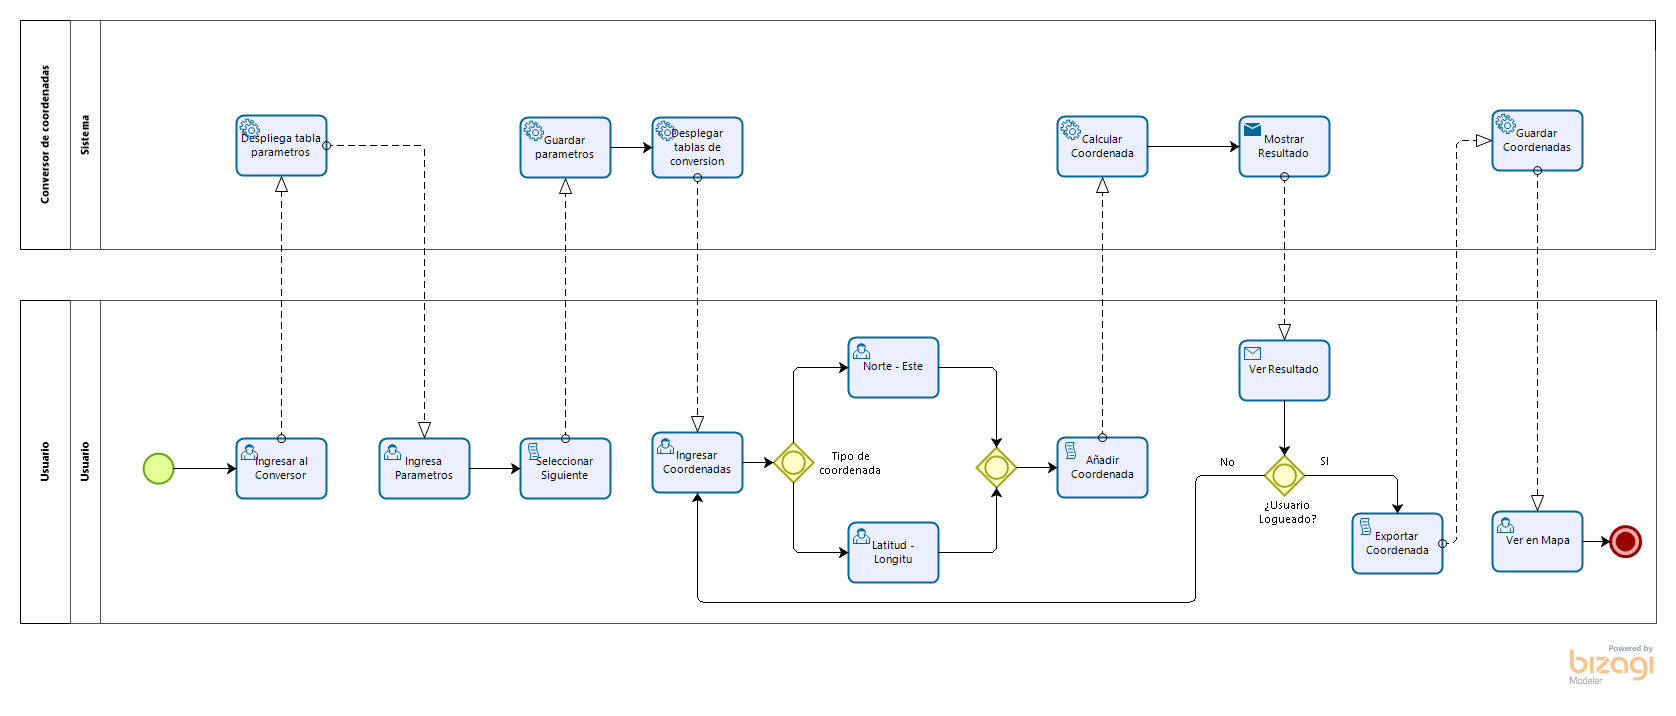 Conversor de coordenadas
Sistema
Despliega tabla
parametros
Guardar
parametros
Desplegar
tablas de
conversion
Calcular
Coordenada
Mostrar
Resultado
Guardar
Coordenadas
Usuario
Usuario
Ingresar al
Conversor
Ingresa
Parametros
Seleccionar
Siguiente
Ingresar
Coordenadas
Tipo de
coordenada
Norte - Este
Latitud -
Longitu
Añadir
Coordenada
Ver Resultado
No
SI
¿Usuario
Logueado?
Exportar
Coordenada
Ver en Mapa
Powered by
bizagi
Modeler